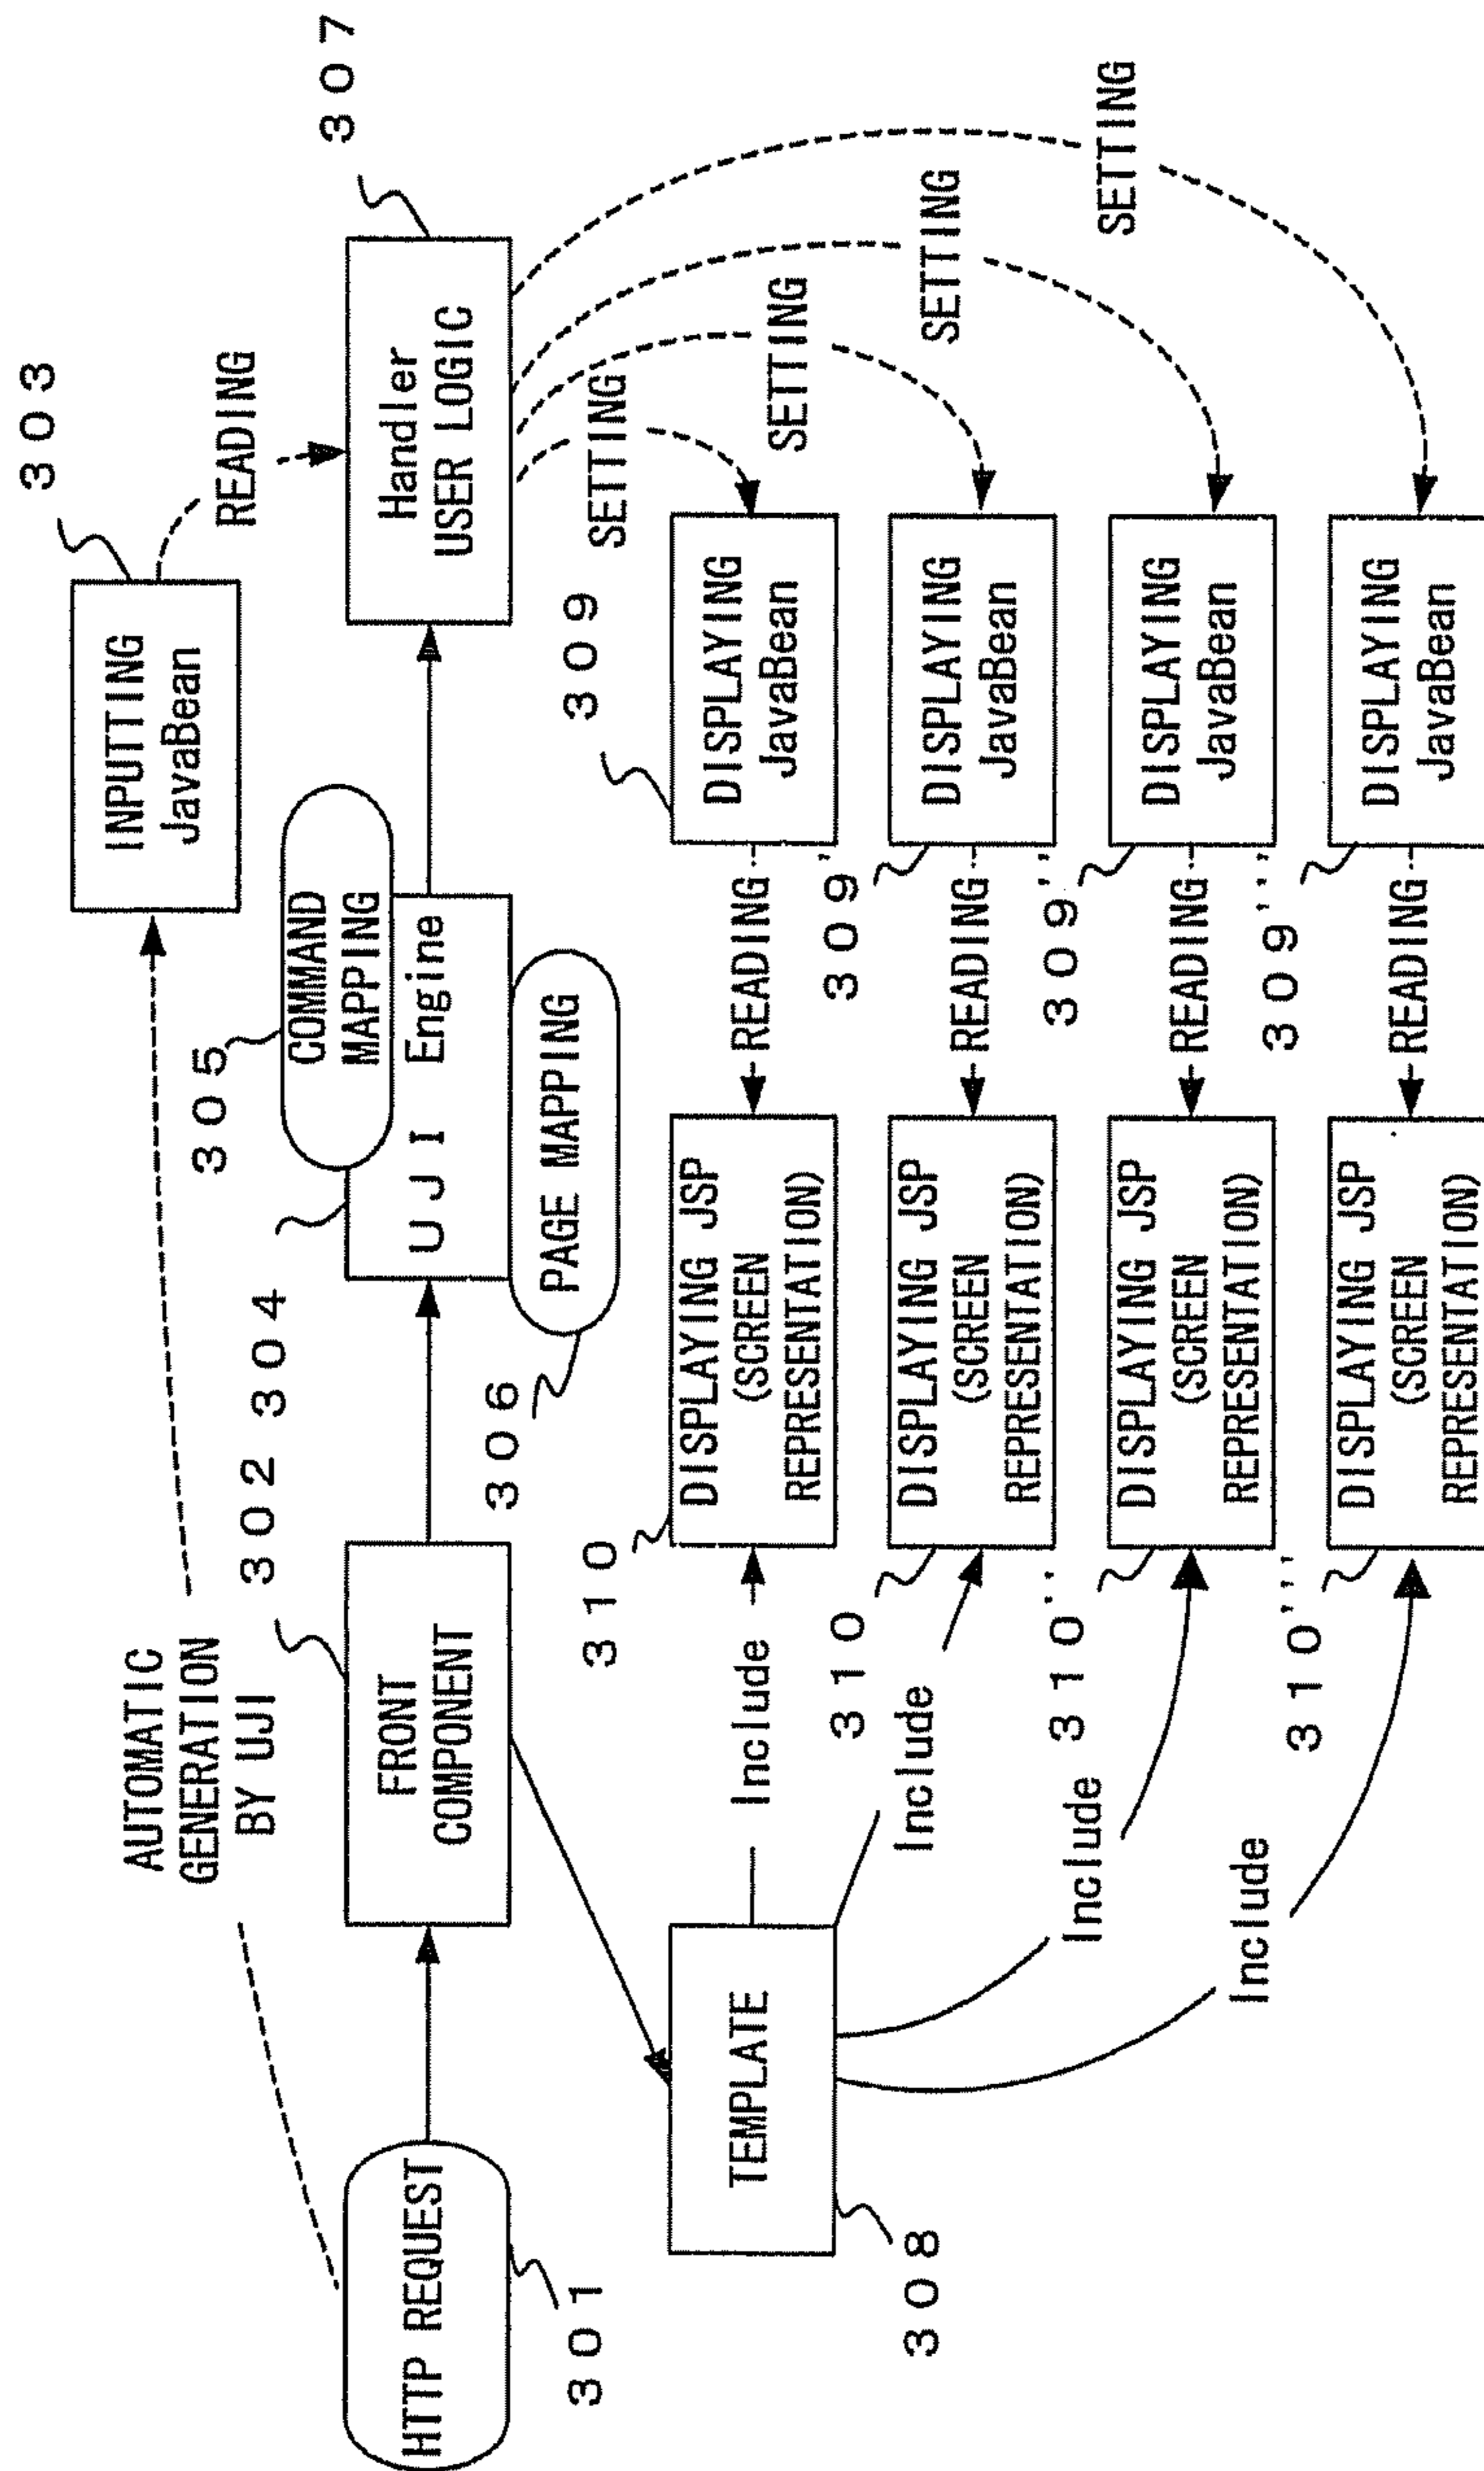 303
307
INPUTTING
JavaBean
READING
AUTOMATIC
GENERATION
BY UJI
302
304
305
COMMAND
MAPPING
HTTP REQUEST
301
FRONT
COMPONENT
UJI Engine
PAGE MAPPING
306
Handler
USER LOGIC
SETTING
SETTING
SETTING
SETTING
TEMPLATE
308
Include
310
DISPLAYING JSP
(SCREEN
REPRESENTATION)
READING
309
DISPLAYING
JavaBean
Include
310
DISPLAYING JSP
(SCREEN
REPRESENTATION)
READING
309'
DISPLAYING
JavaBean
Include
310''
DISPLAYING JSP
(SCREEN
REPRESENTATION)
READING
309''
DISPLAYING
JavaBean
Include
310'''
DISPLAYING JSP
(SCREEN
REPRESENTATION)
READING
309'''
DISPLAYING
JavaBean